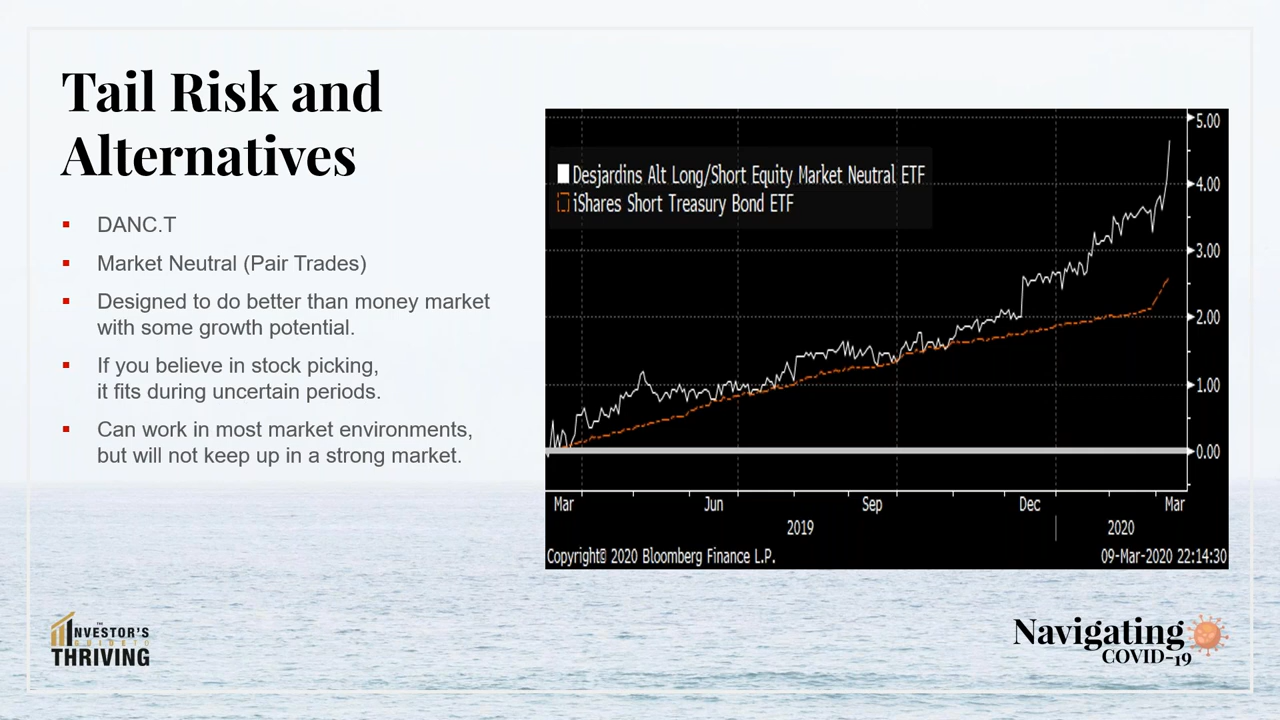 Tail Risk and
Alternatives
DANC.T
Market Neutral (Pair Trades)
Designed to do better than money market
with some growth potential.
If you believe in stock picking,
it fits during uncertain periods.
Can work in most market environments,
but will not keep up in a strong market.
Desjardins Alt Long/Short Equity Market Neutral ETF
iShares Short Treasury Bond ETF
5.00
4.00
3.00
2.00
1.00
0.00
Mar Jun Sep Dec Mar
2019 2020
Copyright© 2020 Bloomberg Finance L.P. 09-Mar-2020 22:14:30
THE
INVESTOR'S
GUIDE TO
THRIVING
Navigating
COVID-19